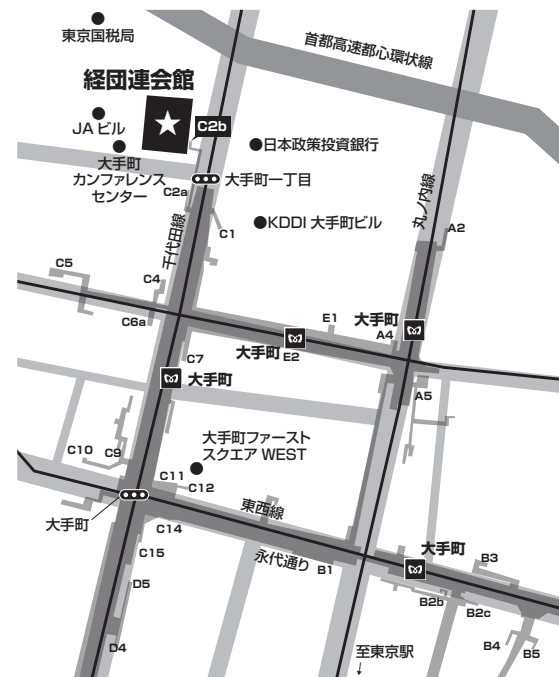 東京国税局
首都高速都心環状線
経団連会館
JAビル
C2b
日本政策投資銀行
大手町
カンファレンス
センター
C2a
大手町一丁目
丸ノ内線
千代田線
C1
KDDI 大手町ビル
A2
C5
C4
C6a
E1
大手町
A4
大手町
E2
C7
大手町
A5
大手町ファースト
スクエア WEST
C10
C9
C11
C12
大手町
東西線
C14
C15
永代通り
B1
大手町
B3
D5
B2b
B2c
D4
B4
B5
至東京駅
↓